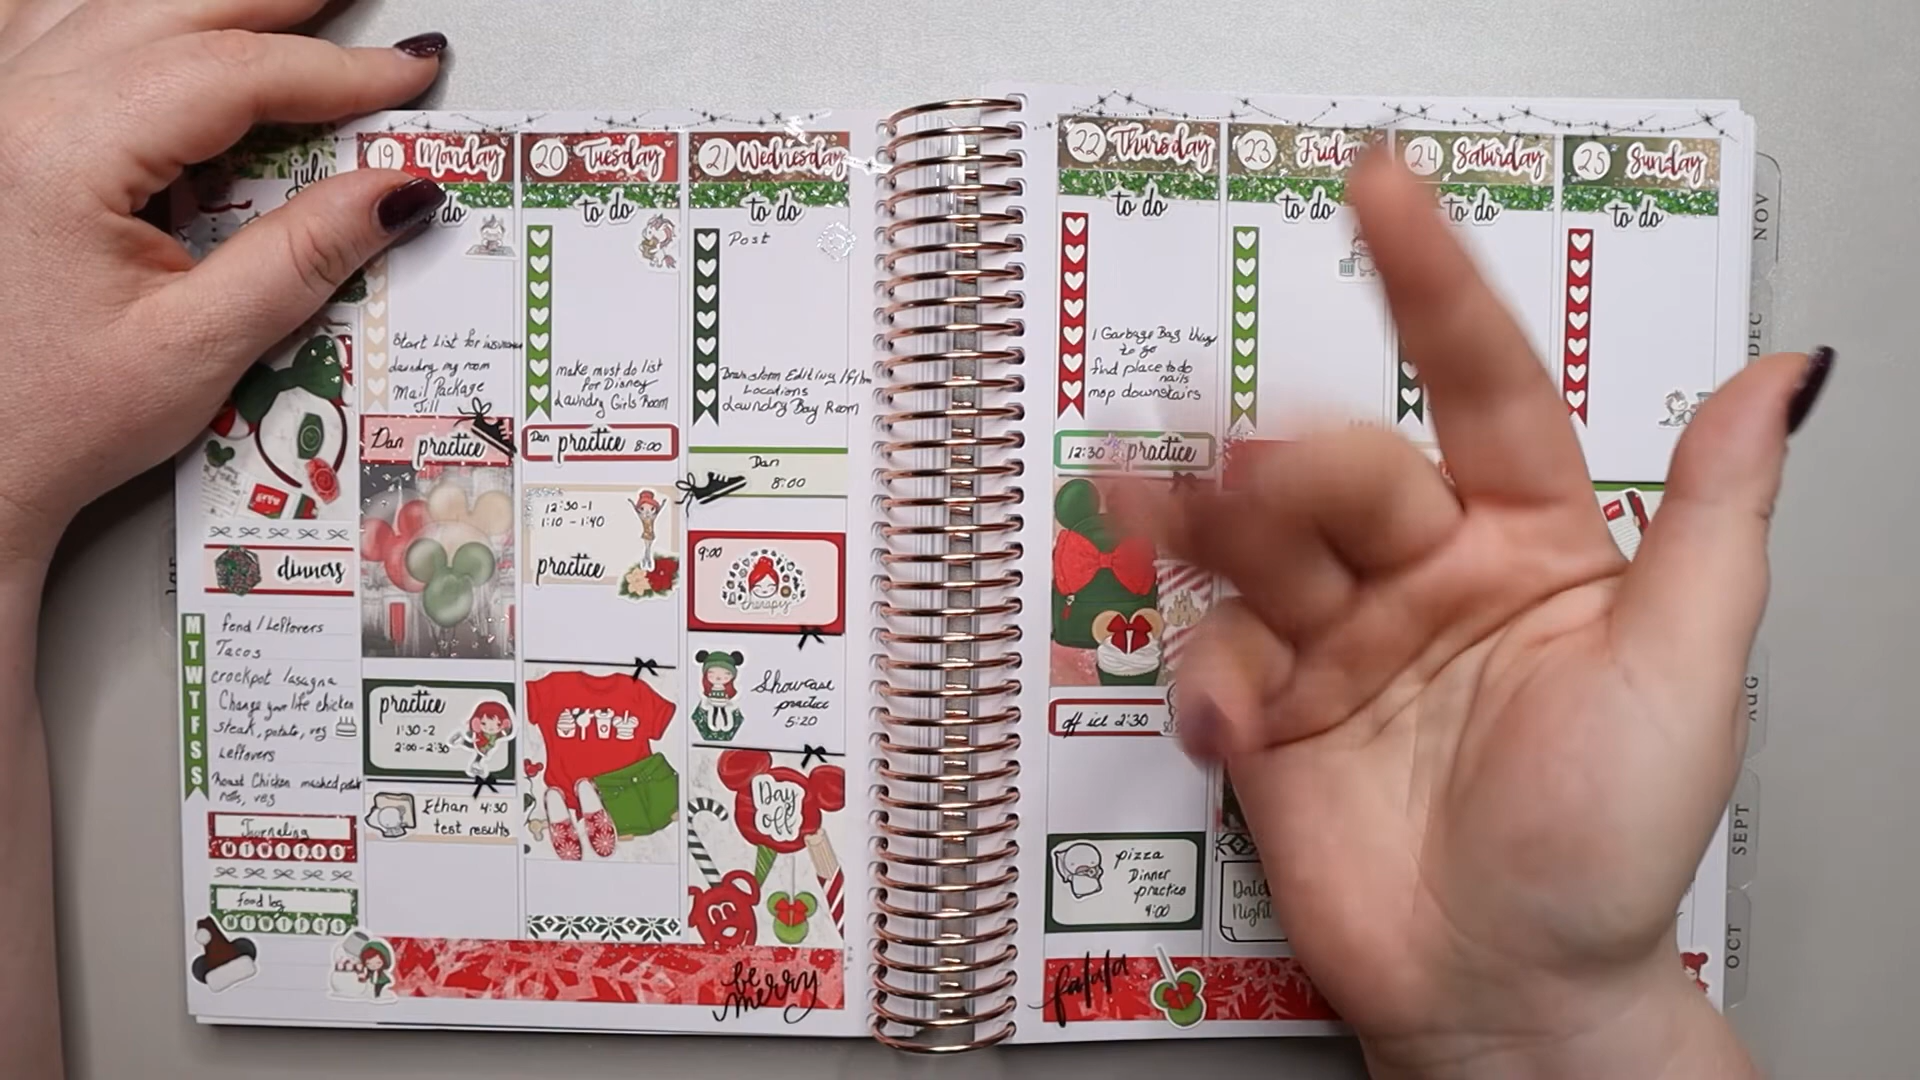 july
dinners
M
T
W
T
F
S
S
fend / Leftovers
Tacos
crockpot lasagna
Change your life chicken
steak, potato, veg
Leftovers
Roast Chicken mashed
veg
Journaling
M T W T F S S
food log
M T W T F S S
19 Monday
to do
Start List for
Laundry my room
Mail Package
Jill
Dan practice
practice
1:30-2
2:00-2:30
Ethan 4:30
test results
20 Tuesday
to do
make must do list
for Disney
Laundry Girls Room
Dan practice 8:00
12:30-1
1:10-1:40
practice
21 Wednesday
to do
Post
Brainstorm Editing
Locations
Laundry Boy Room
Dan
8:00
9:00
therapy
Showcase
practice
5:20
Day
off
be
merry
22 Thursday
to do
1 Garbage Bag things
to go
find place to do
nails
mop downstairs
12:30 practice
off ice 2:30
pizza
Dinner
practice
falala
23 Friday
to do
Date
Night
24 Saturday
to do
25 Sunday
to do
NOV
DEC
AUG
SEPT
OCT